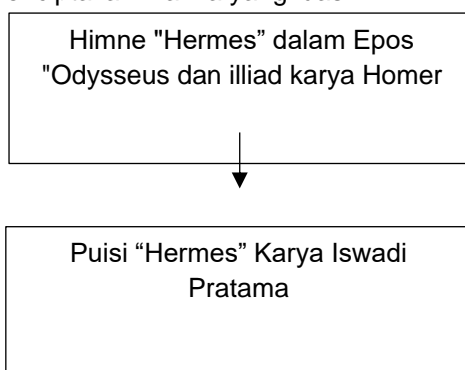 Himne "Hermes” dalam Epos
"Odysseus dan illiad karya Homer
Puisi “Hermes” Karya Iswadi
Pratama